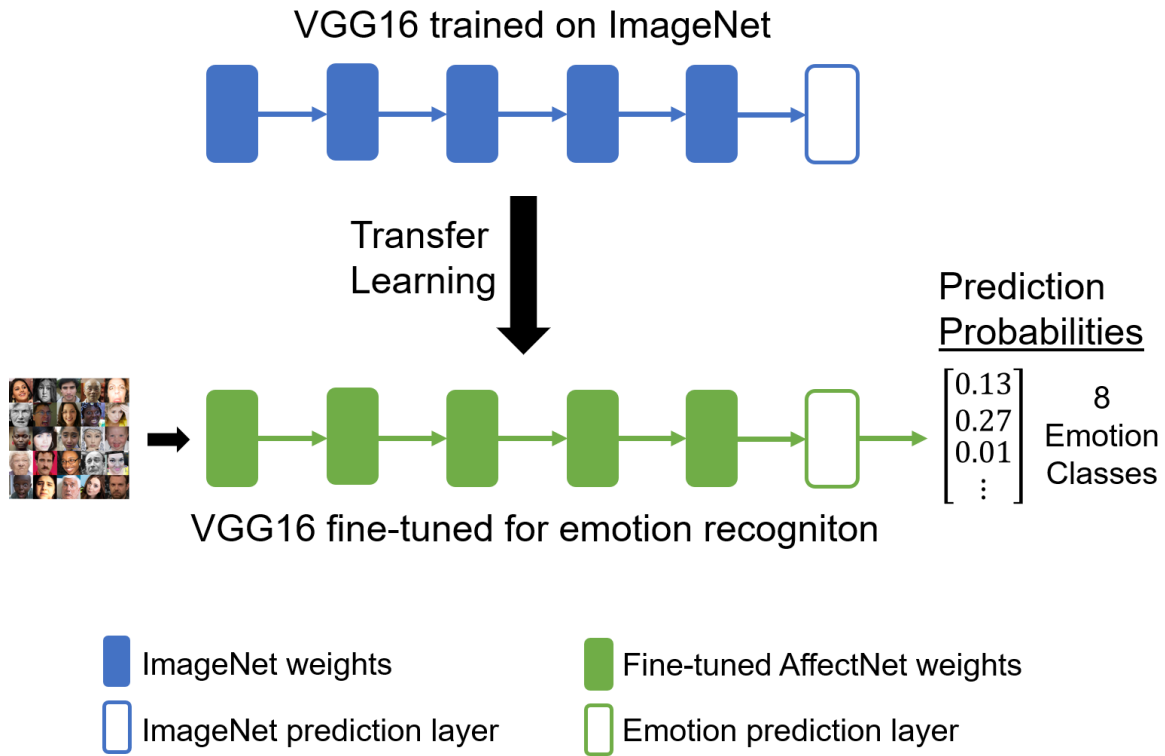 VGG16 trained on ImageNet
Transfer
Learning
Prediction
Probabilities
0.13
0.27
0.01
⋮
8
Emotion
Classes
VGG16 fine-tuned for emotion recogniton
ImageNet weights
Fine-tuned AffectNet weights
ImageNet prediction layer
Emotion prediction layer